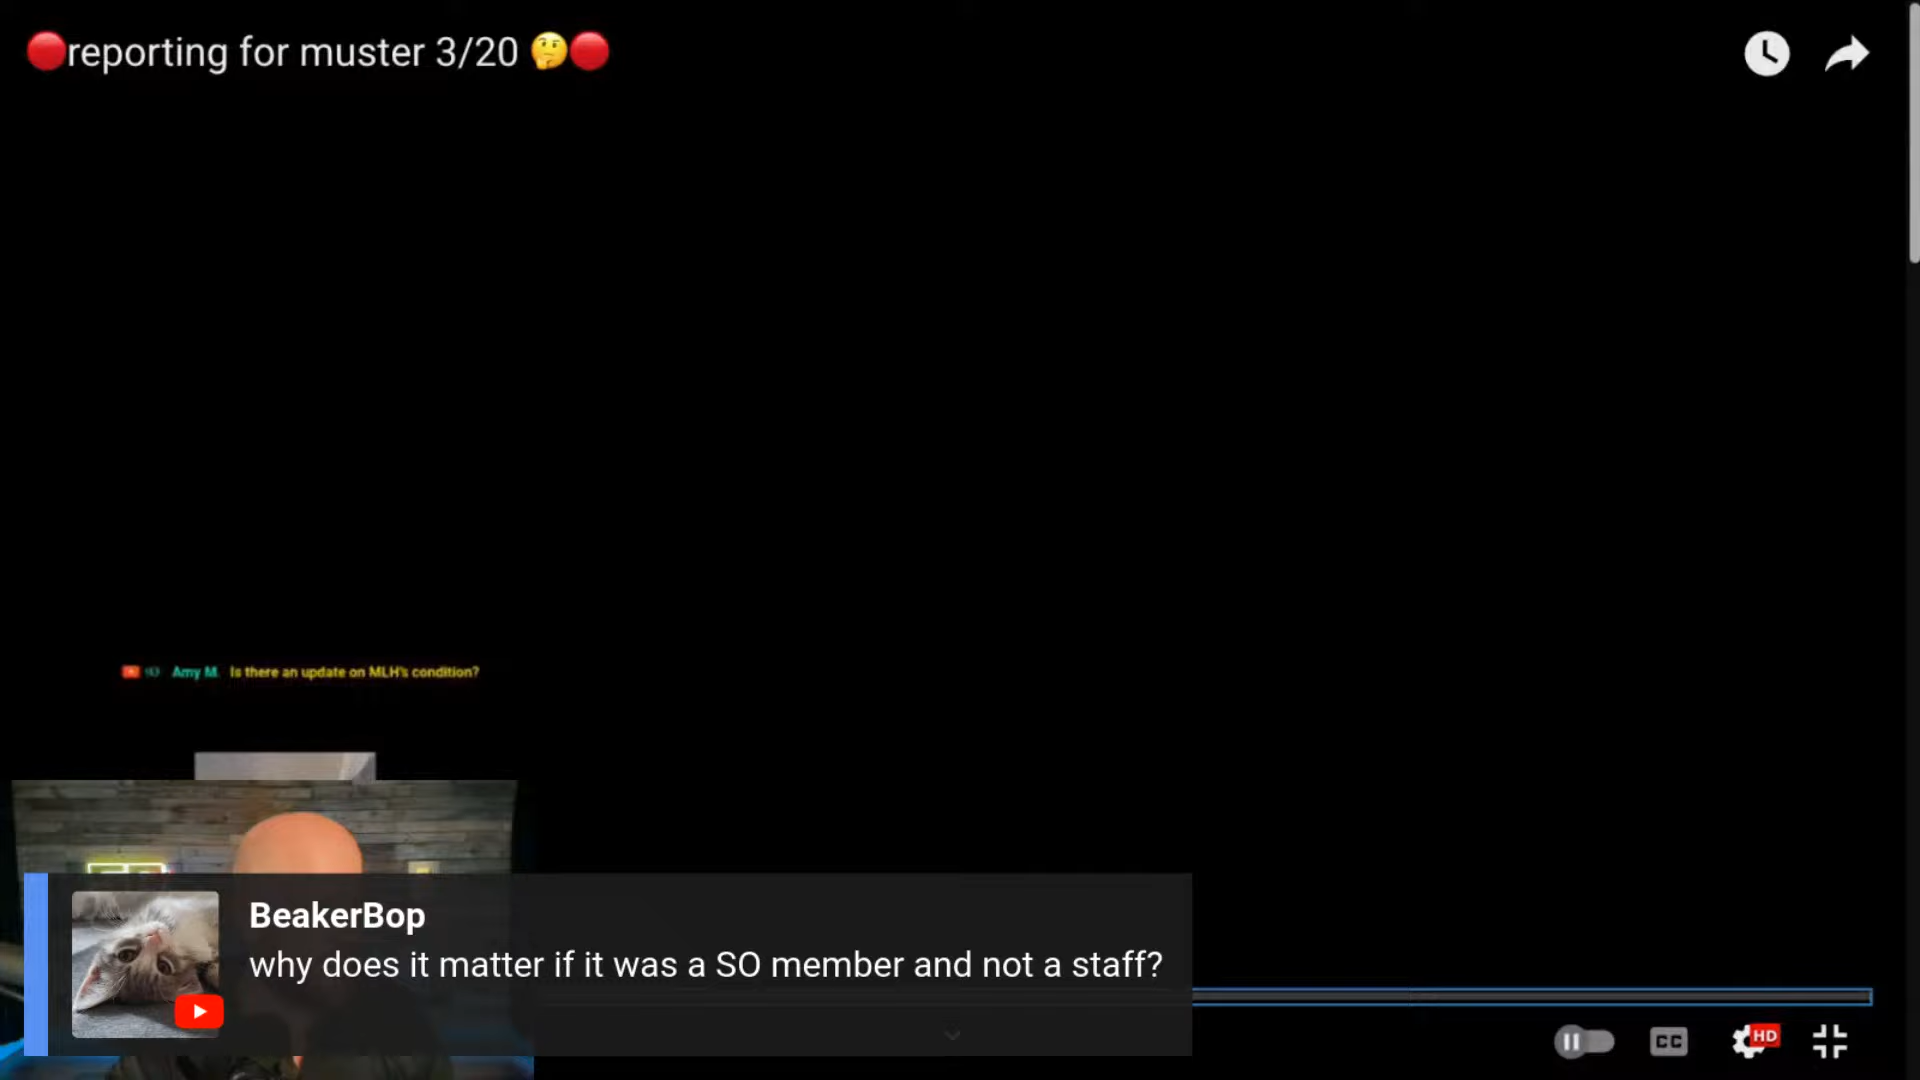 🔴reporting for muster 3/20 🤔🔴
Amy M. Is there an update on MLH's condition?
BeakerBop
why does it matter if it was a SO member and not a staff?
CC
HD